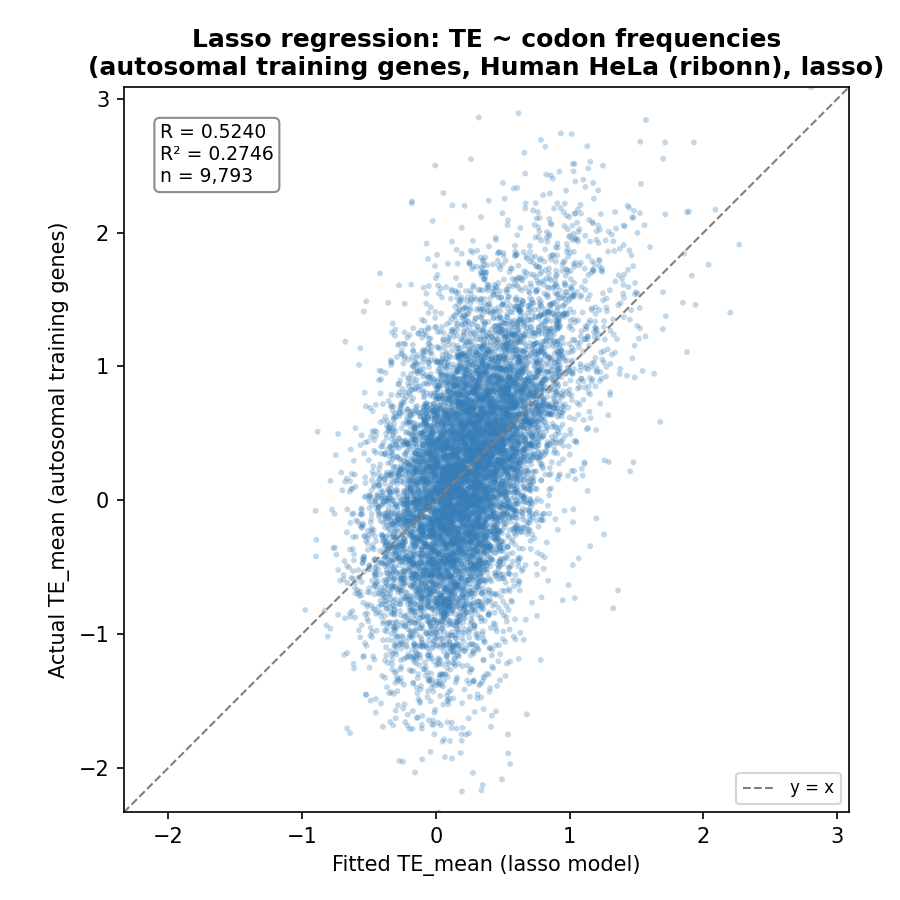 Lasso regression: TE ~ codon frequencies
(autosomal training genes, Human HeLa (ribonn), lasso)
R = 0.5240
R² = 0.2746
n = 9,793
Actual TE_mean (autosomal training genes)
3
2
1
0
−1
−2
y = x
−2 −1 0 1 2 3
Fitted TE_mean (lasso model)